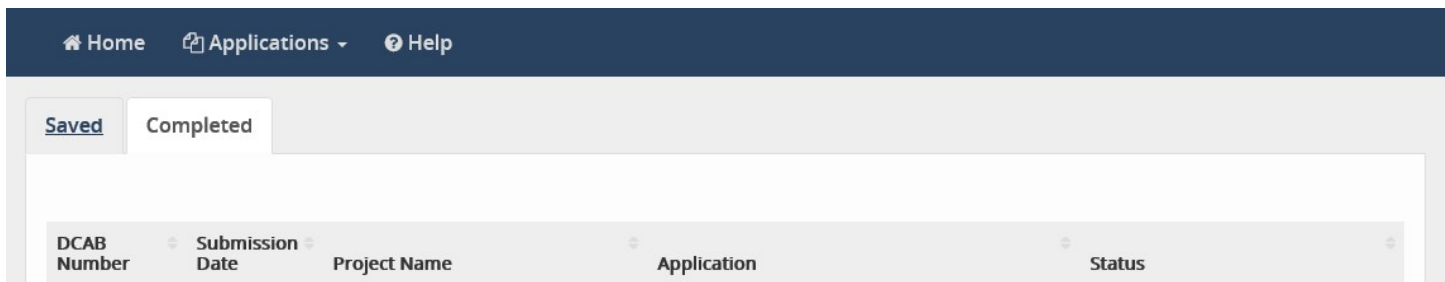 Home Applications Help
Saved Completed
DCAB Submission
Number Date Project Name Application Status